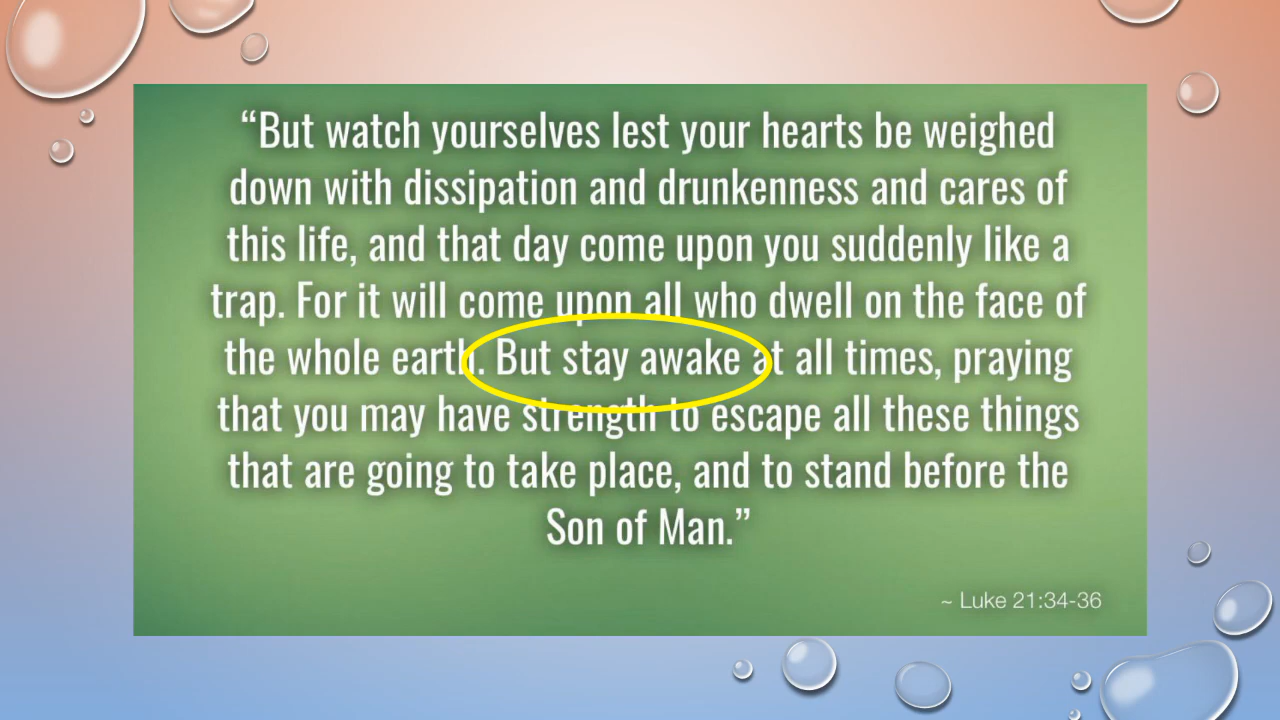 “But watch yourselves lest your hearts be weighed
down with dissipation and drunkenness and cares of
this life, and that day come upon you suddenly like a
trap. For it will come upon all who dwell on the face of
the whole earth. But stay awake at all times, praying
that you may have strength to escape all these things
that are going to take place, and to stand before the
Son of Man.”
~ Luke 21:34-36